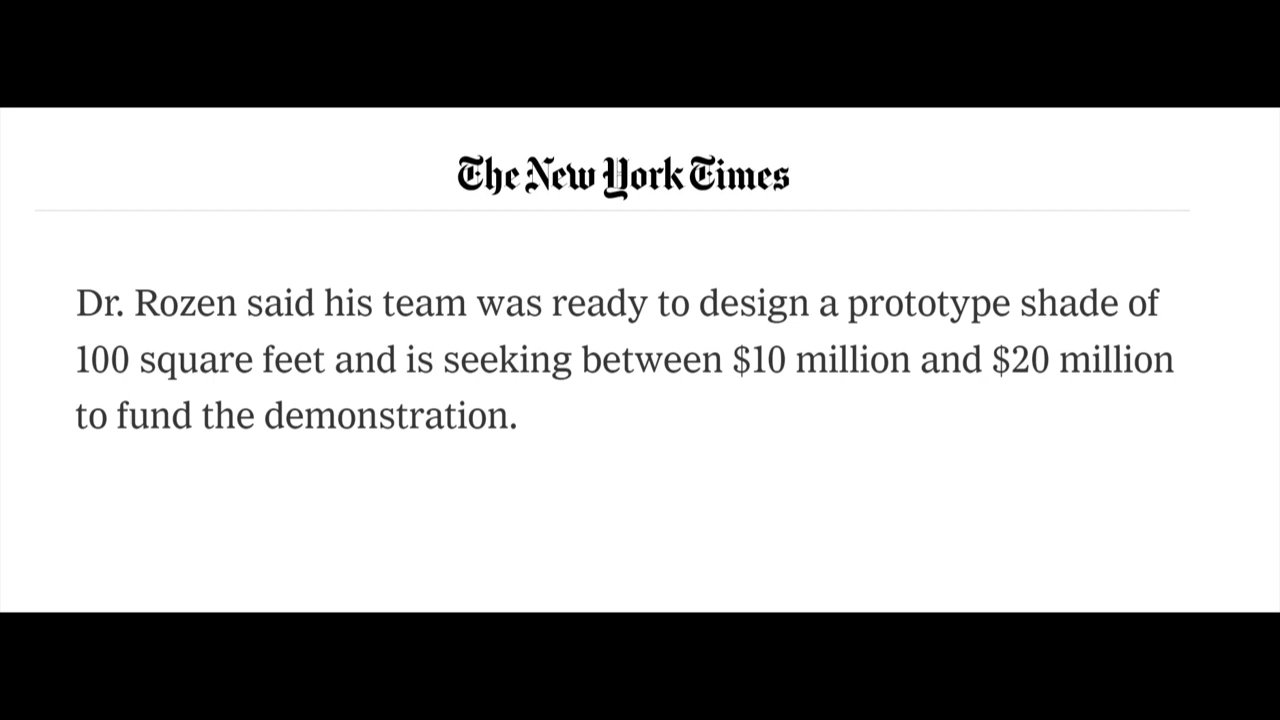 The New York Times
Dr. Rozen said his team was ready to design a prototype shade of
100 square feet and is seeking between $10 million and $20 million
to fund the demonstration.